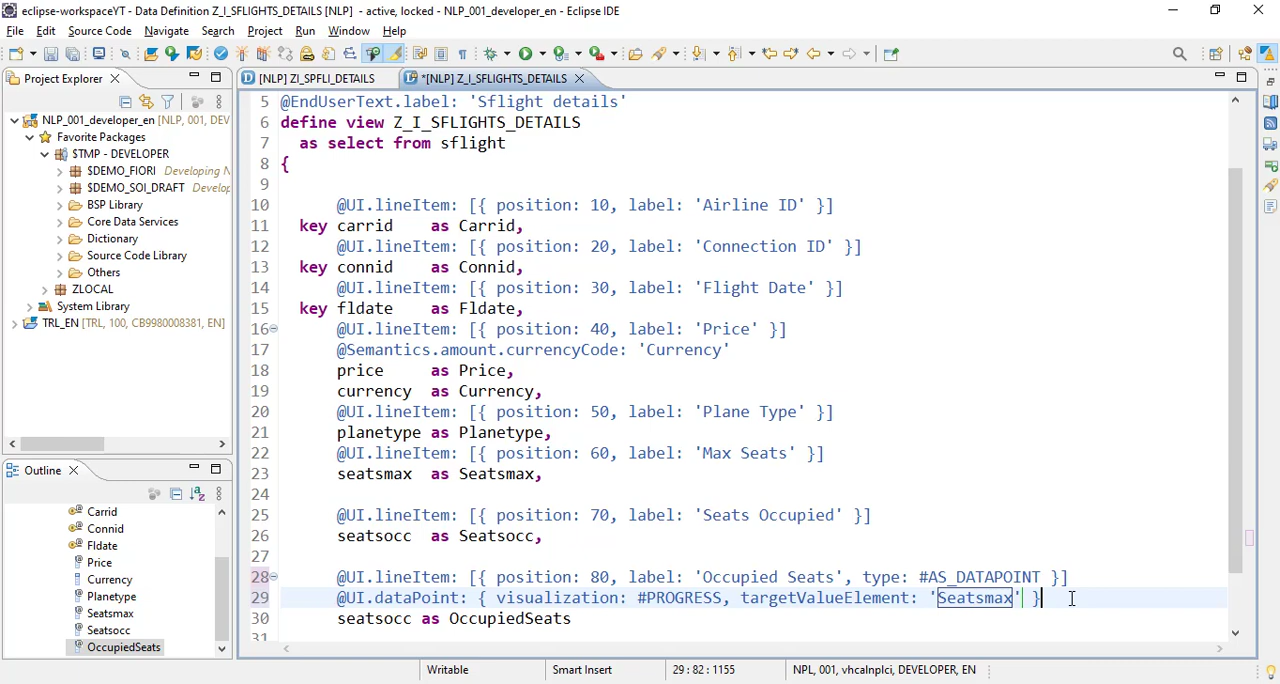 eclipse-workspaceYT - Data Definition Z_I_SFLIGHTS_DETAILS [NLP] - active, locked - NLP_001_developer_en - Eclipse IDE
File Edit Source Code Navigate Search Project Run Window Help
Project Explorer
NLP_001_developer_en [NLP, 001, DEV
Favorite Packages
$TMP - DEVELOPER
$DEMO_FIORI Developing N
$DEMO_SOI_DRAFT Develop
BSP Library
Core Data Services
Dictionary
Source Code Library
Others
ZLOCAL
System Library
TRL_EN [TRL, 100, CB9980008381, EN]
Outline
Carrid
Connid
Fldate
Price
Currency
Planetype
Seatsmax
Seatsocc
OccupiedSeats
[NLP] ZI_SPFLI_DETAILS
*[NLP] Z_I_SFLIGHTS_DETAILS
5 @EndUserText.label: 'Sflight details'
6 define view Z_I_SFLIGHTS_DETAILS
7 as select from sflight
8 {
9
10 @UI.lineItem: [{ position: 10, label: 'Airline ID' }]
11 key carrid as Carrid,
12 @UI.lineItem: [{ position: 20, label: 'Connection ID' }]
13 key connid as Connid,
14 @UI.lineItem: [{ position: 30, label: 'Flight Date' }]
15 key fldate as Fldate,
16 @UI.lineItem: [{ position: 40, label: 'Price' }]
17 @Semantics.amount.currencyCode: 'Currency'
18 price as Price,
19 currency as Currency,
20 @UI.lineItem: [{ position: 50, label: 'Plane Type' }]
21 planetype as Planetype,
22 @UI.lineItem: [{ position: 60, label: 'Max Seats' }]
23 seatsmax as Seatsmax,
24
25 @UI.lineItem: [{ position: 70, label: 'Seats Occupied' }]
26 seatsocc as Seatsocc,
27
28 @UI.lineItem: [{ position: 80, label: 'Occupied Seats', type: #AS_DATAPOINT }]
29 @UI.dataPoint: { visualization: #PROGRESS, targetValueElement: 'Seatsmax' }
30 seatsocc as OccupiedSeats
31
Writable Smart Insert 29 : 82 : 1155 NPL, 001, vhcalnplci, DEVELOPER, EN